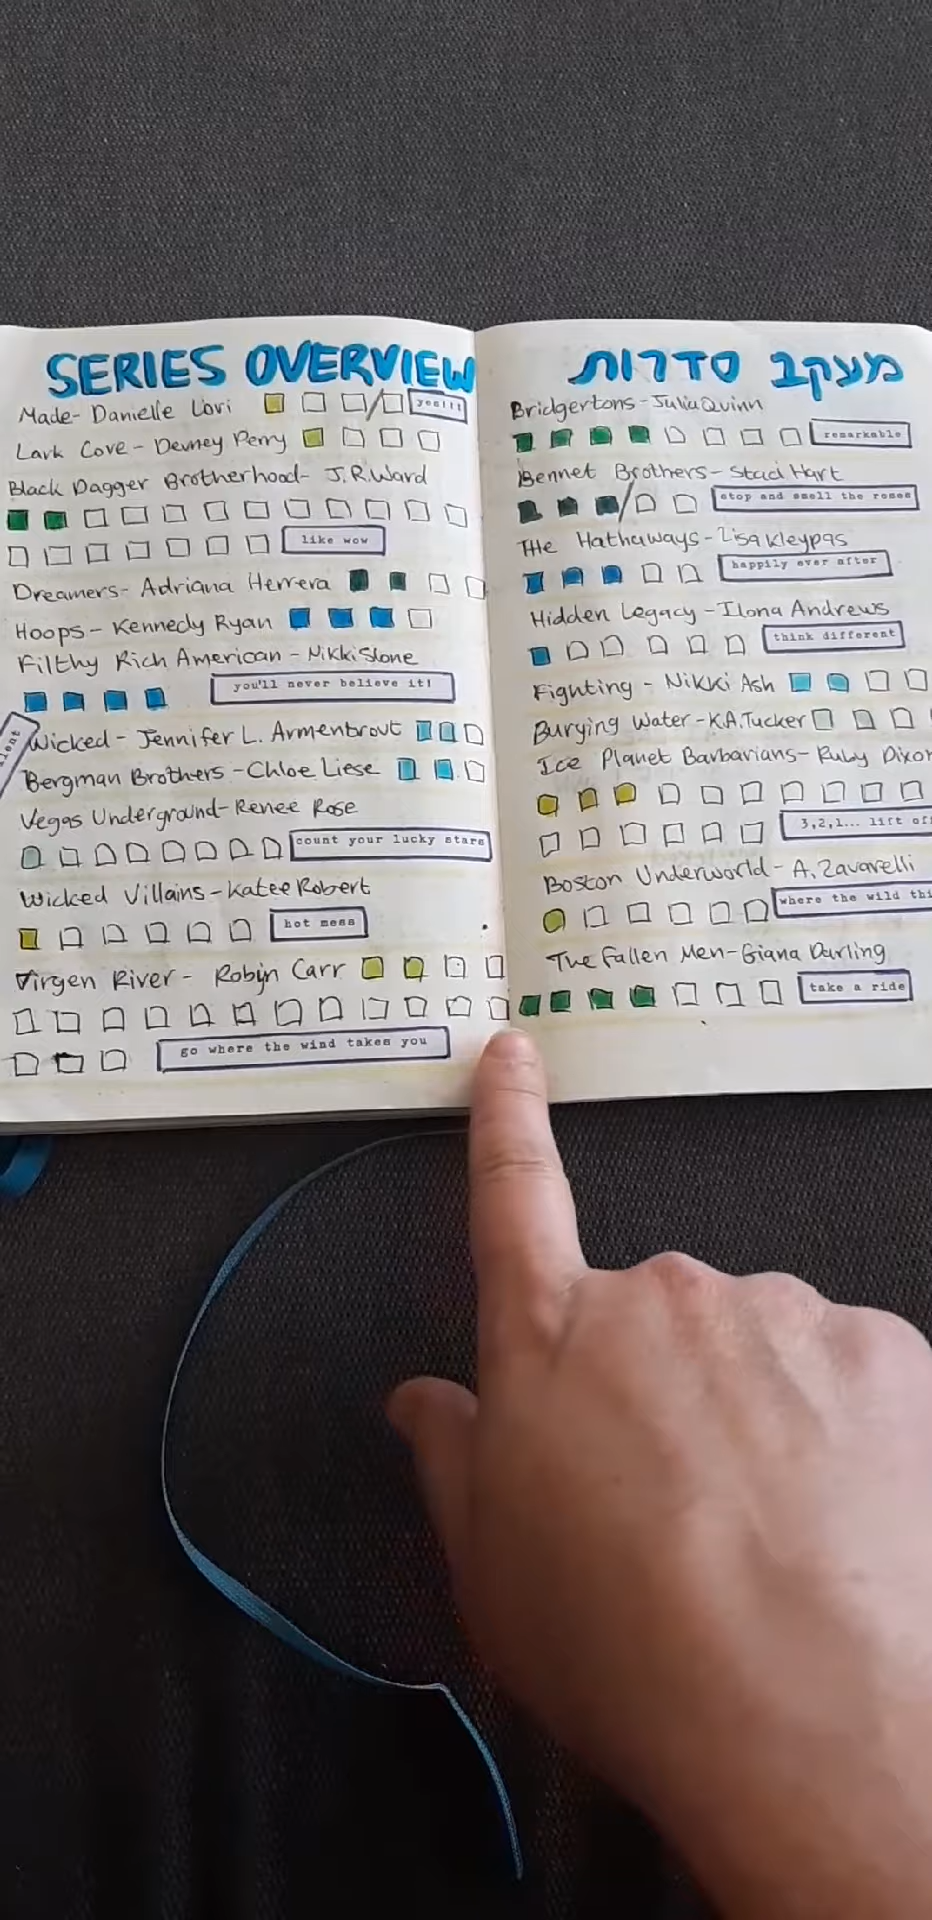 SERIES OVERVIEW
Made- Danielle Lori
yes!!!
Lark Cove - Devney Perry
Black Dagger Brotherhood- J.R.Ward
like wow
Dreamers- Adriana Herrera
Hoops- Kennedy Ryan
Filthy Rich American - Nikki Slone
you'll never believe it!
Wicked- Jennifer L. Armentrout
Bergman Brothers -Chloe Liese
Vegas Underground-Renee Rose
count your lucky stars
Wicked Villains-Katee Robert
hot mess
Virgen River- Robyn Carr
go where the wind takes you
מעקב סדרות
Bridgertons-Julia Quinn
remarkable
Bennet Brothers-Staci Hart
stop and smell the roses
THe Hathaways-Lisa Kleypas
happily ever after
Hidden Legacy-Ilona Andrews
think different
Fighting - Nikki Ash
Burying Water-K.A.Tucker
Ice Planet Barbarians- Ruby Dixon
3,2,1... lift of
Boston Underworld- A. Zavarelli
where the wild thi
The Fallen Men-Giana Darling
take a ride